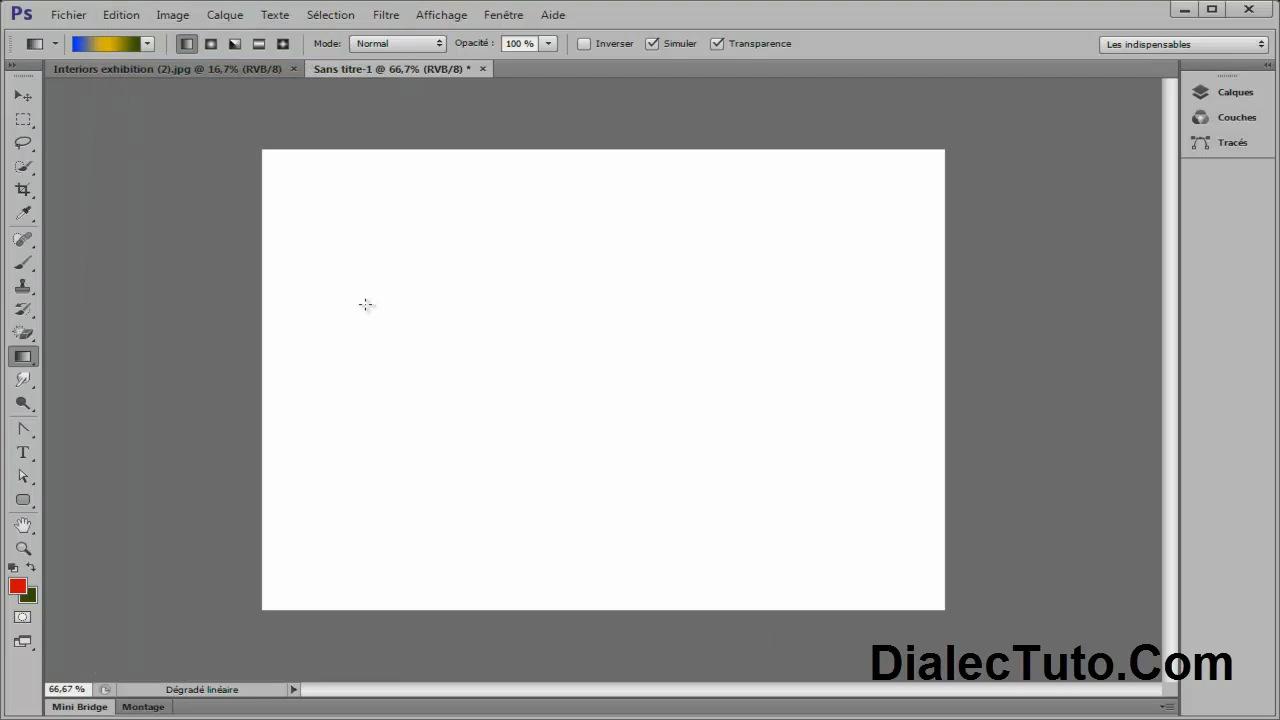 Ps Fichier Edition Image Calque Texte Sélection Filtre Affichage Fenêtre Aide
Mode: Normal Opacité : 100 % Inverser Simuler Transparence Les indispensables
Interiors exhibition (2).jpg @ 16,7% (RVB/8) × Sans titre-1 @ 66,7% (RVB/8) * ×
Calques
Couches
Tracés
T
DialecTuto.Com
66,67 % Dégradé linéaire
Mini Bridge Montage